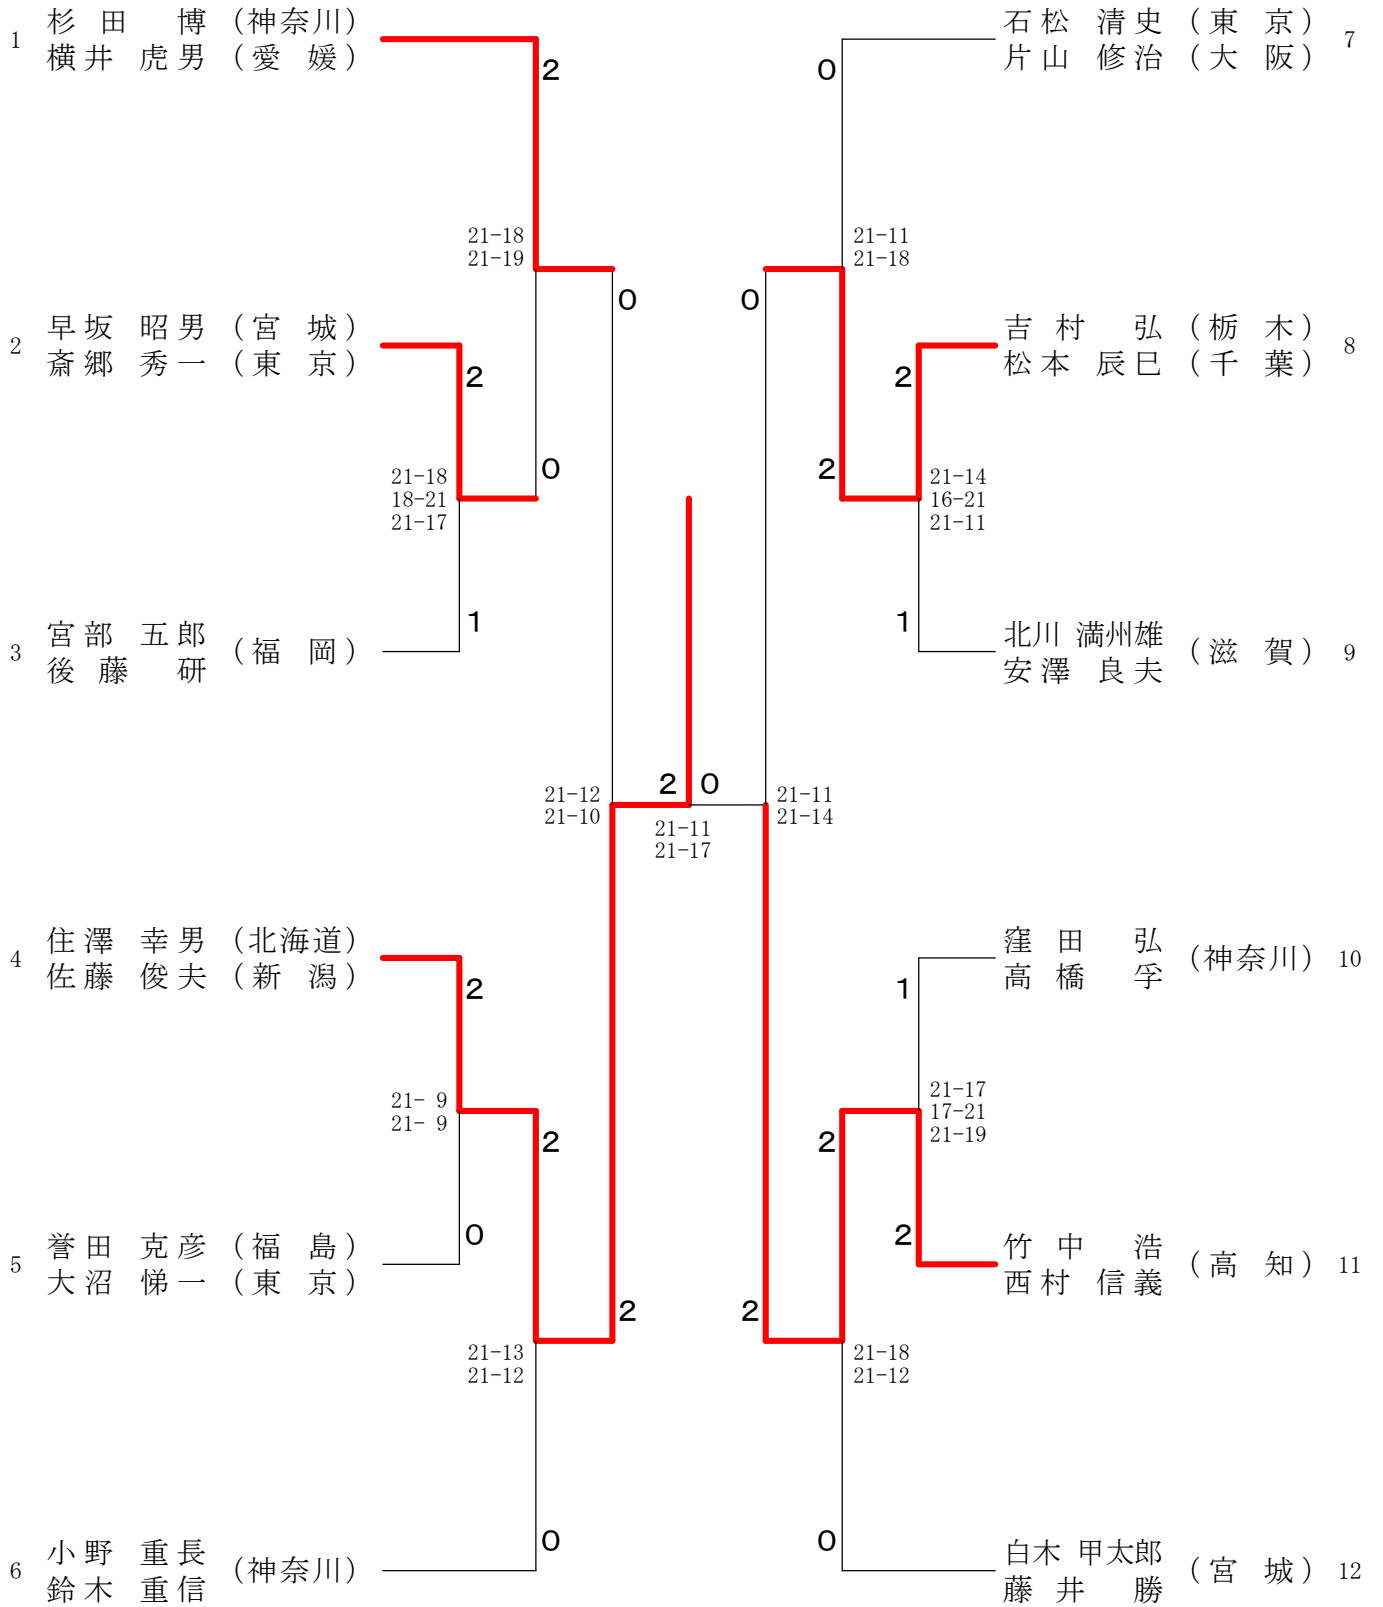 1 杉田 博 (神奈川)
横井 虎男 (愛媛)
2
21-18
21-19
0
2 早坂 昭男 (宮城)
斎郷 秀一 (東京)
2
21-18
18-21
21-17
0
1
3 宮部 五郎 (福岡)
後藤 研
21-12
21-10
4 住澤 幸男 (北海道)
佐藤 俊夫 (新潟)
2
21- 9
21- 9
2
0
5 誉田 克彦 (福島)
大沼 悌一 (東京)
2
21-13
21-12
0
6 小野 重長 (神奈川)
鈴木 重信
2 0
21-11
21-17
石松 清史 (東京) 7
片山 修治 (大阪)
0
21-11
21-18
0
吉村 弘 (栃木) 8
松本 辰巳 (千葉)
2
2
21-14
16-21
21-11
1
北川 満州雄 (滋賀) 9
安澤 良夫
21-11
21-14
窪田 弘 (神奈川) 10
高橋 孚
1
21-17
17-21
21-19
2
2
竹中 浩 (高知) 11
西村 信義
2
21-18
21-12
0
白木 甲太郎 (宮城) 12
藤井 勝